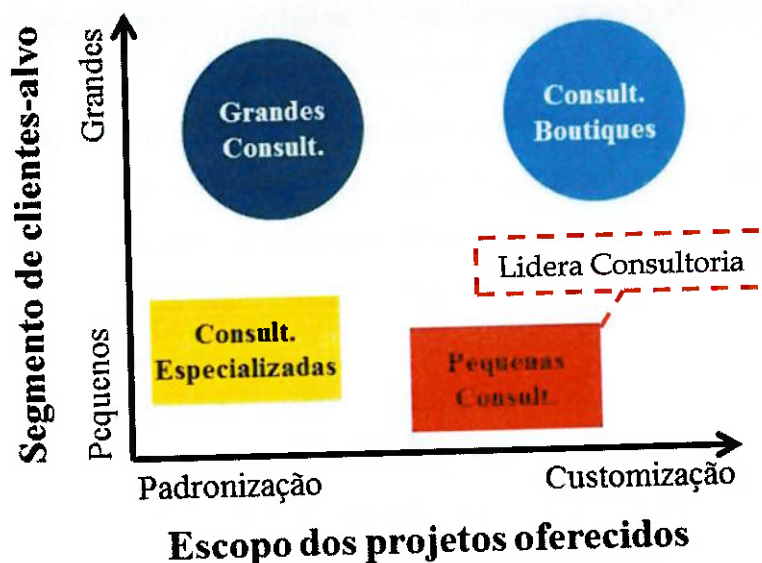 Segmento de clientes-alvo
Grandes
Pequenos
Grandes
Consult.
Consult.
Boutiques
Lidera Consultoria
Consult.
Especializadas
Pequenas
Consult.
Padronização
Customização
Escopo dos projetos oferecidos